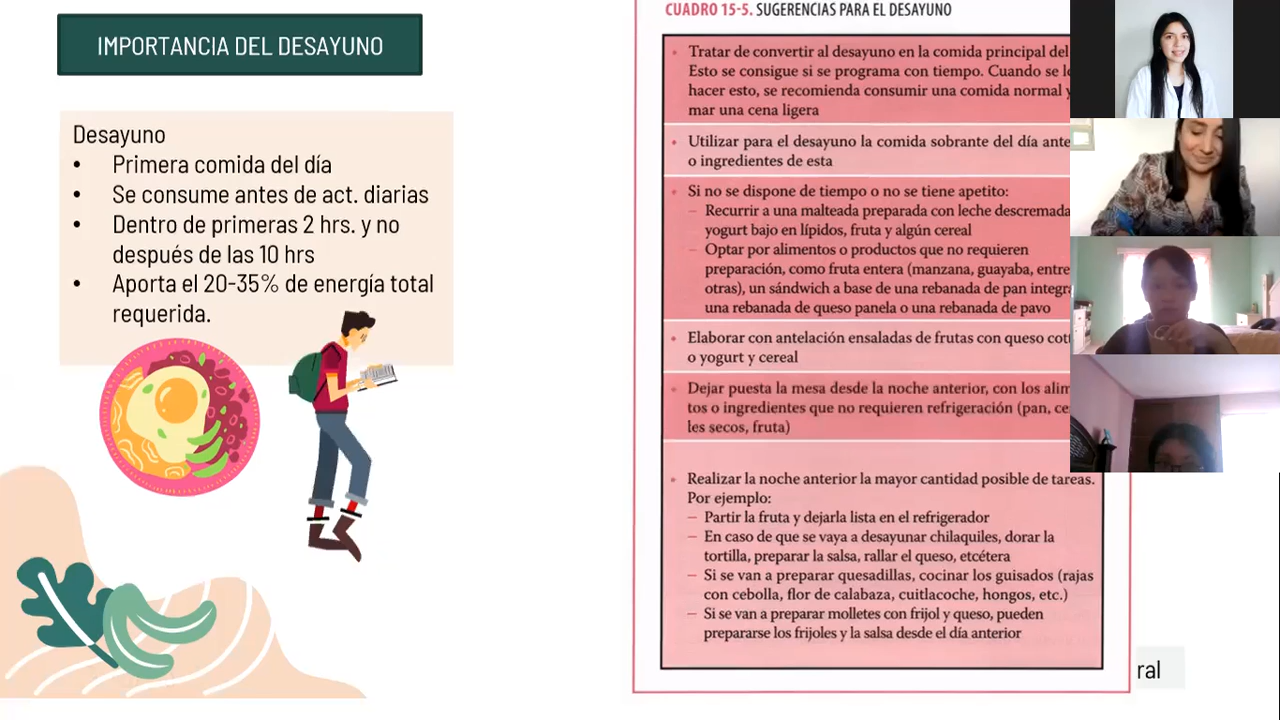 IMPORTANCIA DEL DESAYUNO
Desayuno
• Primera comida del día
• Se consume antes de act. diarias
• Dentro de primeras 2 hrs. y no
después de las 10 hrs
• Aporta el 20-35% de energía total
requerida.
CUADRO 15-5. SUGERENCIAS PARA EL DESAYUNO
• Tratar de convertir al desayuno en la comida principal del
Esto se consigue si se programa con tiempo. Cuando se
hacer esto, se recomienda consumir una comida normal y
mar una cena ligera
• Utilizar para el desayuno la comida sobrante del día ante
o ingredientes de esta
• Si no se dispone de tiempo o no se tiene apetito:
– Recurrir a una malteada preparada con leche descremada
yogurt bajo en lípidos, fruta y algún cereal
– Optar por alimentos o productos que no requieren
preparación, como fruta entera (manzana, guayaba, entre
otras), un sándwich a base de una rebanada de pan integra
una rebanada de queso panela o una rebanada de pavo
• Elaborar con antelación ensaladas de frutas con queso cott
o yogurt y cereal
• Dejar puesta la mesa desde la noche anterior, con los alim
tos o ingredientes que no requieren refrigeración (pan, ce
les secos, fruta)
• Realizar la noche anterior la mayor cantidad posible de tareas.
Por ejemplo:
– Partir la fruta y dejarla lista en el refrigerador
– En caso de que se vaya a desayunar chilaquiles, dorar la
tortilla, preparar la salsa, rallar el queso, etcétera
– Si se van a preparar quesadillas, cocinar los guisados (rajas
con cebolla, flor de calabaza, cuitlacoche, hongos, etc.)
– Si se van a preparar molletes con frijol y queso, pueden
prepararse los frijoles y la salsa desde el día anterior
ral